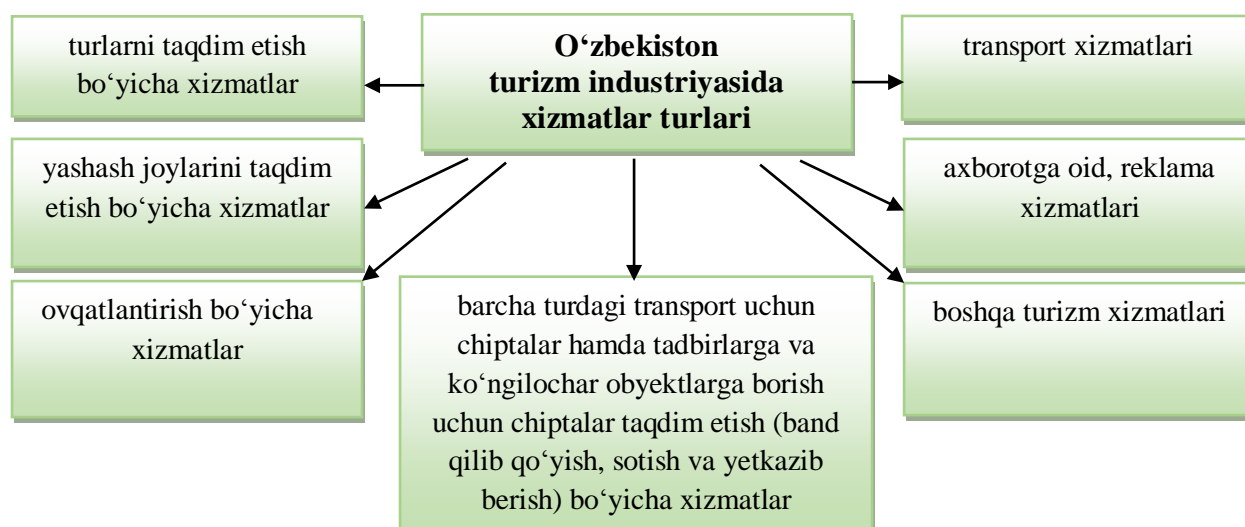 O‘zbekiston
turizm industriyasida
xizmatlar turlari
turlarni taqdim etish
bo‘yicha xizmatlar
transport xizmatlari
yashash joylarini taqdim
etish bo‘yicha xizmatlar
axborotga oid, reklama
xizmatlari
ovqatlantirish bo‘yicha
xizmatlar
barcha turdagi transport uchun
chiptalar hamda tadbirlarga va
ko‘ngilochar obyektlarga borish
uchun chiptalar taqdim etish (band
qilib qo‘yish, sotish va yetkazib
berish) bo‘yicha xizmatlar
boshqa turizm xizmatlari